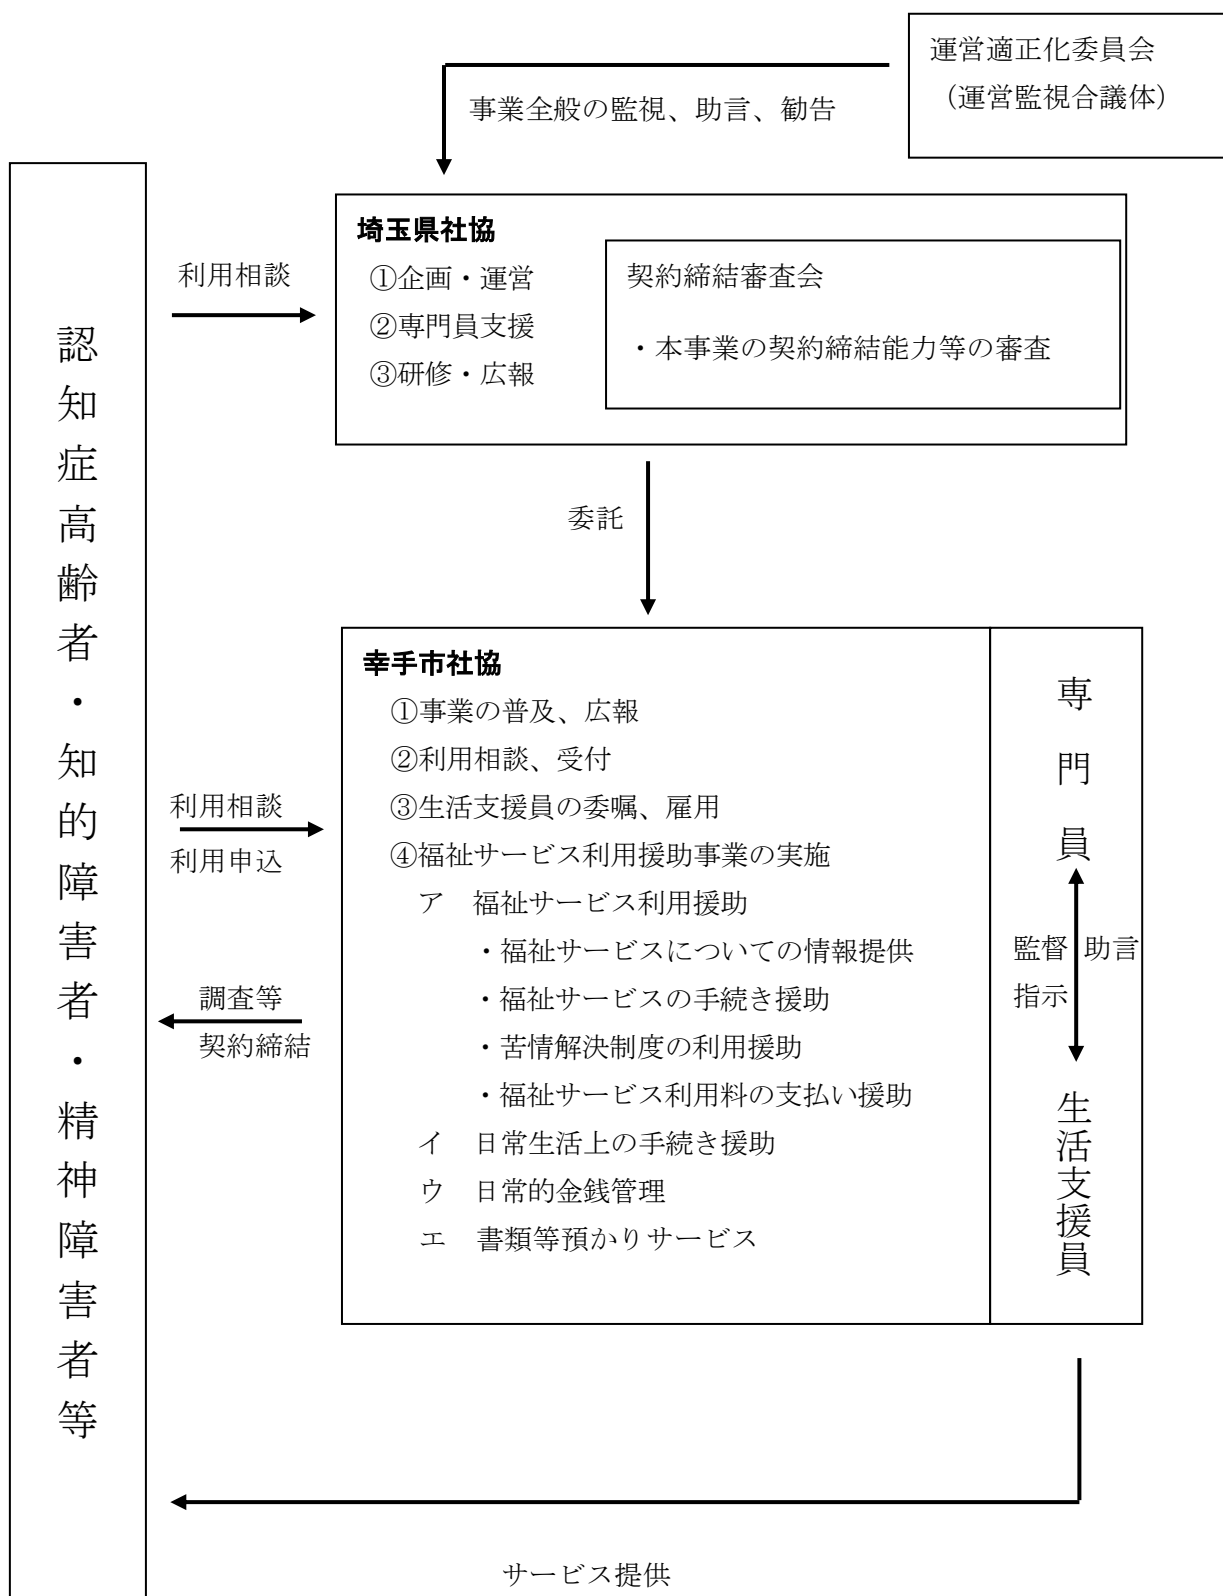 運営適正化委員会
（運営監視合議体）
事業全般の監視、助言、勧告
認知症高齢者・知的障害者・精神障害者等
利用相談
埼玉県社協
①企画・運営
②専門員支援
③研修・広報
契約締結審査会
・本事業の契約締結能力等の審査
委託
幸手市社協
①事業の普及、広報
②利用相談、受付
③生活支援員の委嘱、雇用
④福祉サービス利用援助事業の実施
ア　福祉サービス利用援助
・福祉サービスについての情報提供
・福祉サービスの手続き援助
・苦情解決制度の利用援助
・福祉サービス利用料の支払い援助
イ　日常生活上の手続き援助
ウ　日常的金銭管理
エ　書類等預かりサービス
利用相談
利用申込
調査等
契約締結
専門員
監督
指示
助言
生活支援員
サービス提供